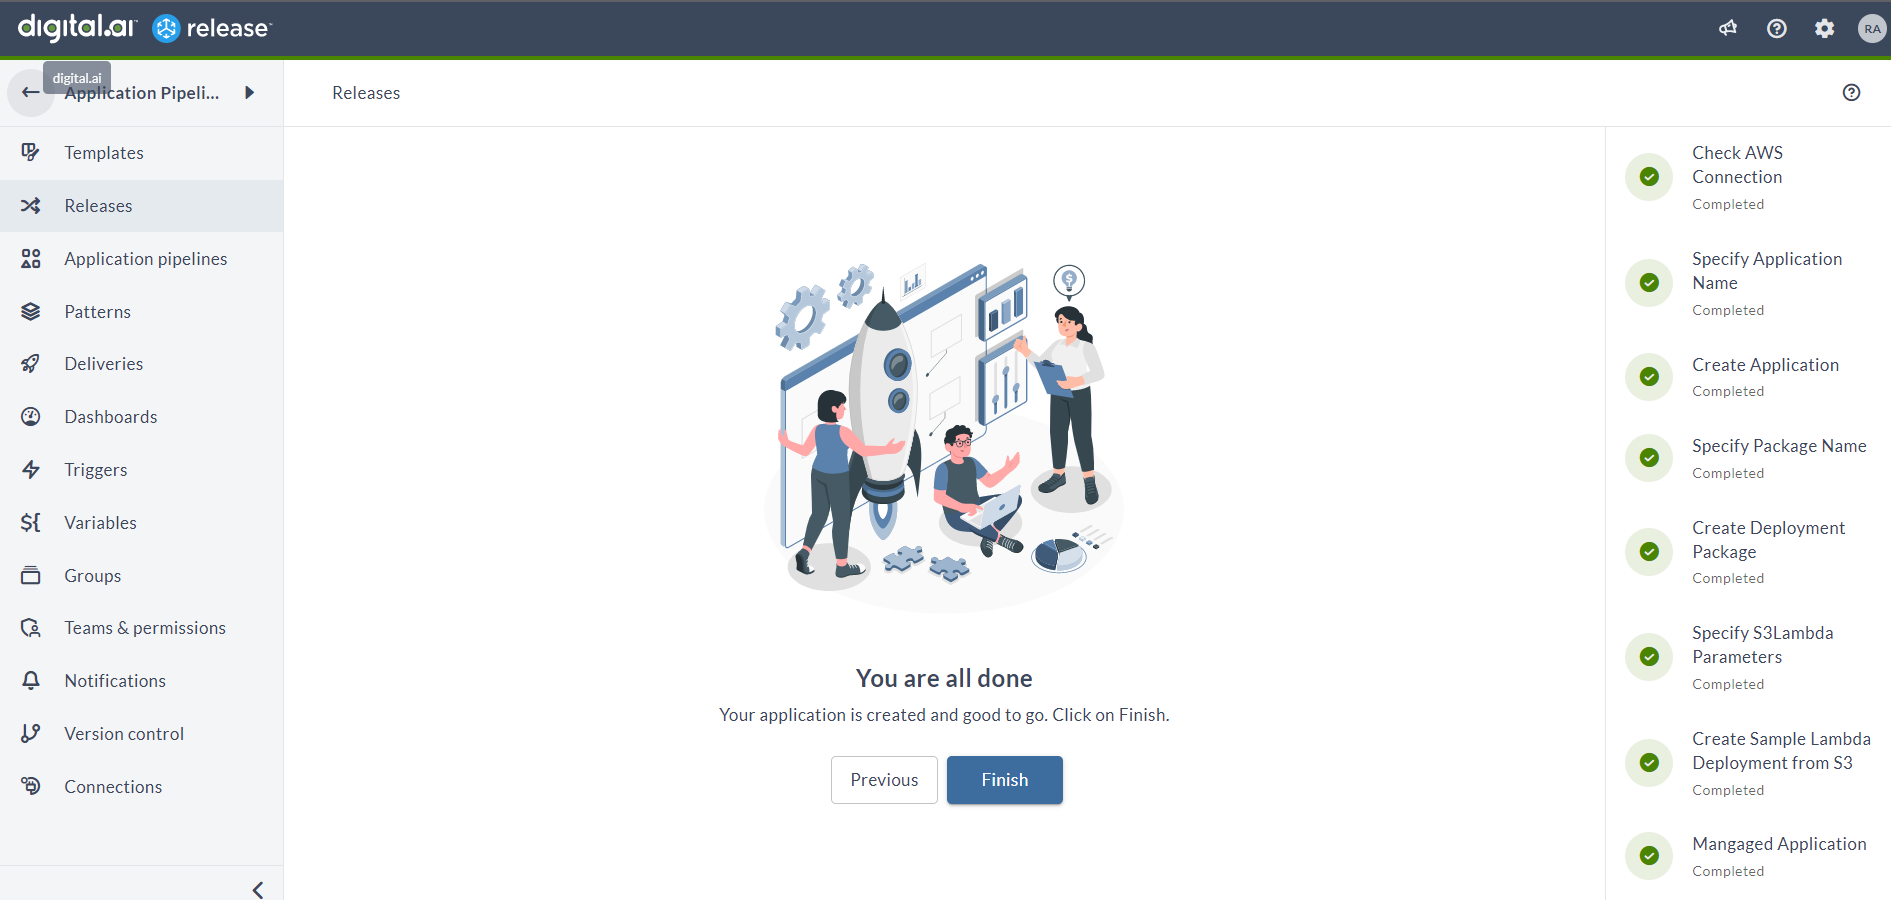 digital.ai release™
RA
digital.ai
Application Pipeli...
Releases
Templates
Releases
Application pipelines
Patterns
Deliveries
Dashboards
Triggers
Variables
Groups
Teams & permissions
Notifications
Version control
Connections
You are all done
Your application is created and good to go. Click on Finish.
Previous
Finish
Check AWS
Connection
Completed
Specify Application
Name
Completed
Create Application
Completed
Specify Package Name
Completed
Create Deployment
Package
Completed
Specify S3Lambda
Parameters
Completed
Create Sample Lambda
Deployment from S3
Completed
Mangaged Application
Completed